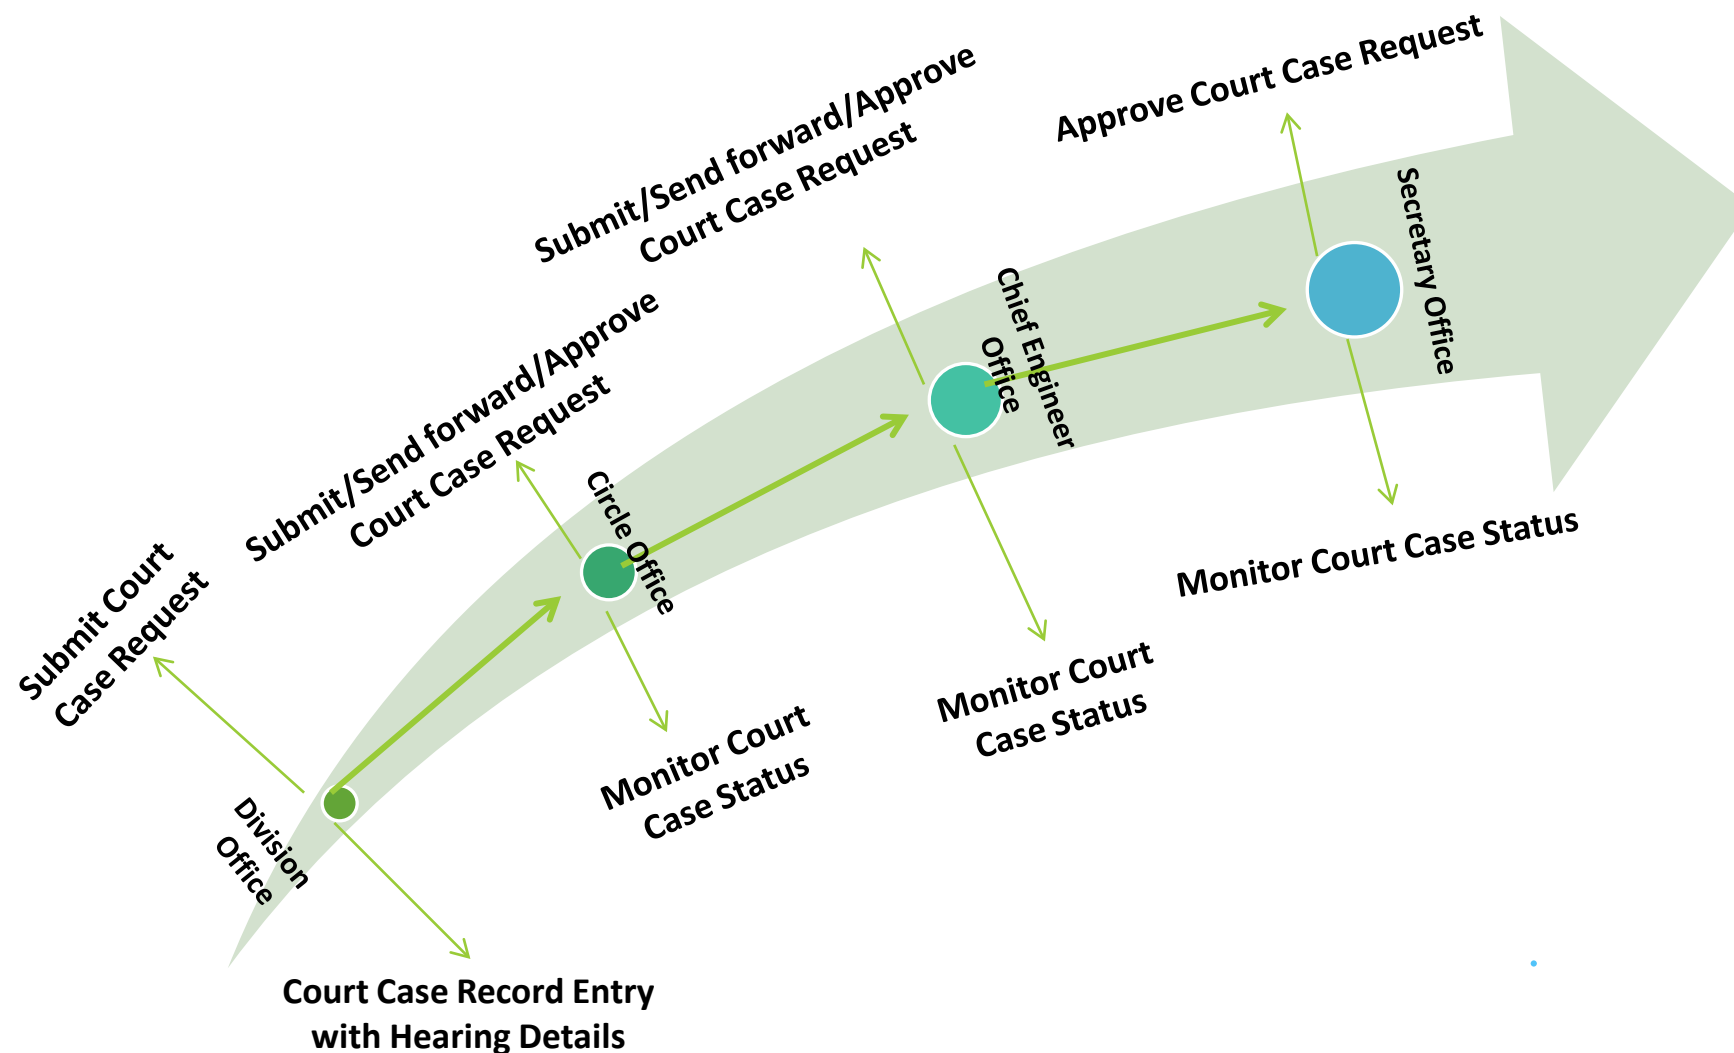 Submit Court
Case Request
Division
Office
Court Case Record Entry
with Hearing Details
Submit/Send forward/Approve
Court Case Request
Circle Office
Monitor Court
Case Status
Submit/Send forward/Approve
Court Case Request
Chief Engineer
Office
Monitor Court
Case Status
Approve Court Case Request
Secretary Office
Monitor Court Case Status